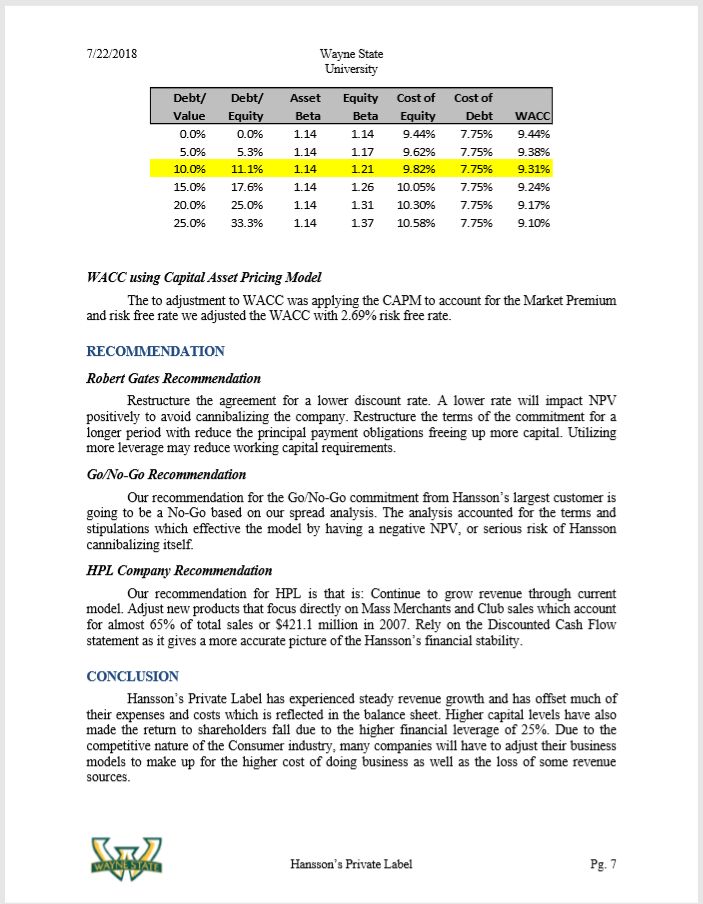 7/22/2018 Wayne State
University
Debt/ Debt/ Asset Equity Cost of Cost of
Value Equity Beta Beta Equity Debt WACC
0.0% 0.0% 1.14 1.14 9.44% 7.75% 9.44%
5.0% 5.3% 1.14 1.17 9.62% 7.75% 9.38%
10.0% 11.1% 1.14 1.21 9.82% 7.75% 9.31%
15.0% 17.6% 1.14 1.26 10.05% 7.75% 9.24%
20.0% 25.0% 1.14 1.31 10.30% 7.75% 9.17%
25.0% 33.3% 1.14 1.37 10.58% 7.75% 9.10%
WACC using Capital Asset Pricing Model
The to adjustment to WACC was applying the CAPM to account for the Market Premium
and risk free rate we adjusted the WACC with 2.69% risk free rate.
RECOMMENDATION
Robert Gates Recommendation
Restructure the agreement for a lower discount rate. A lower rate will impact NPV
positively to avoid cannibalizing the company. Restructure the terms of the commitment for a
longer period with reduce the principal payment obligations freeing up more capital. Utilizing
more leverage may reduce working capital requirements.
Go/No-Go Recommendation
Our recommendation for the Go/No-Go commitment from Hansson's largest customer is
going to be a No-Go based on our spread analysis. The analysis accounted for the terms and
stipulations which effective the model by having a negative NPV, or serious risk of Hansson
cannibalizing itself.
HPL Company Recommendation
Our recommendation for HPL is that is: Continue to grow revenue through current
model. Adjust new products that focus directly on Mass Merchants and Club sales which account
for almost 65% of total sales or $421.1 million in 2007. Rely on the Discounted Cash Flow
statement as it gives a more accurate picture of the Hansson's financial stability.
CONCLUSION
Hansson's Private Label has experienced steady revenue growth and has offset much of
their expenses and costs which is reflected in the balance sheet. Higher capital levels have also
made the return to shareholders fall due to the higher financial leverage of 25%. Due to the
competitive nature of the Consumer industry, many companies will have to adjust their business
models to make up for the higher cost of doing business as well as the loss of some revenue
sources.
WAYNE STATE
Hansson's Private Label Pg. 7